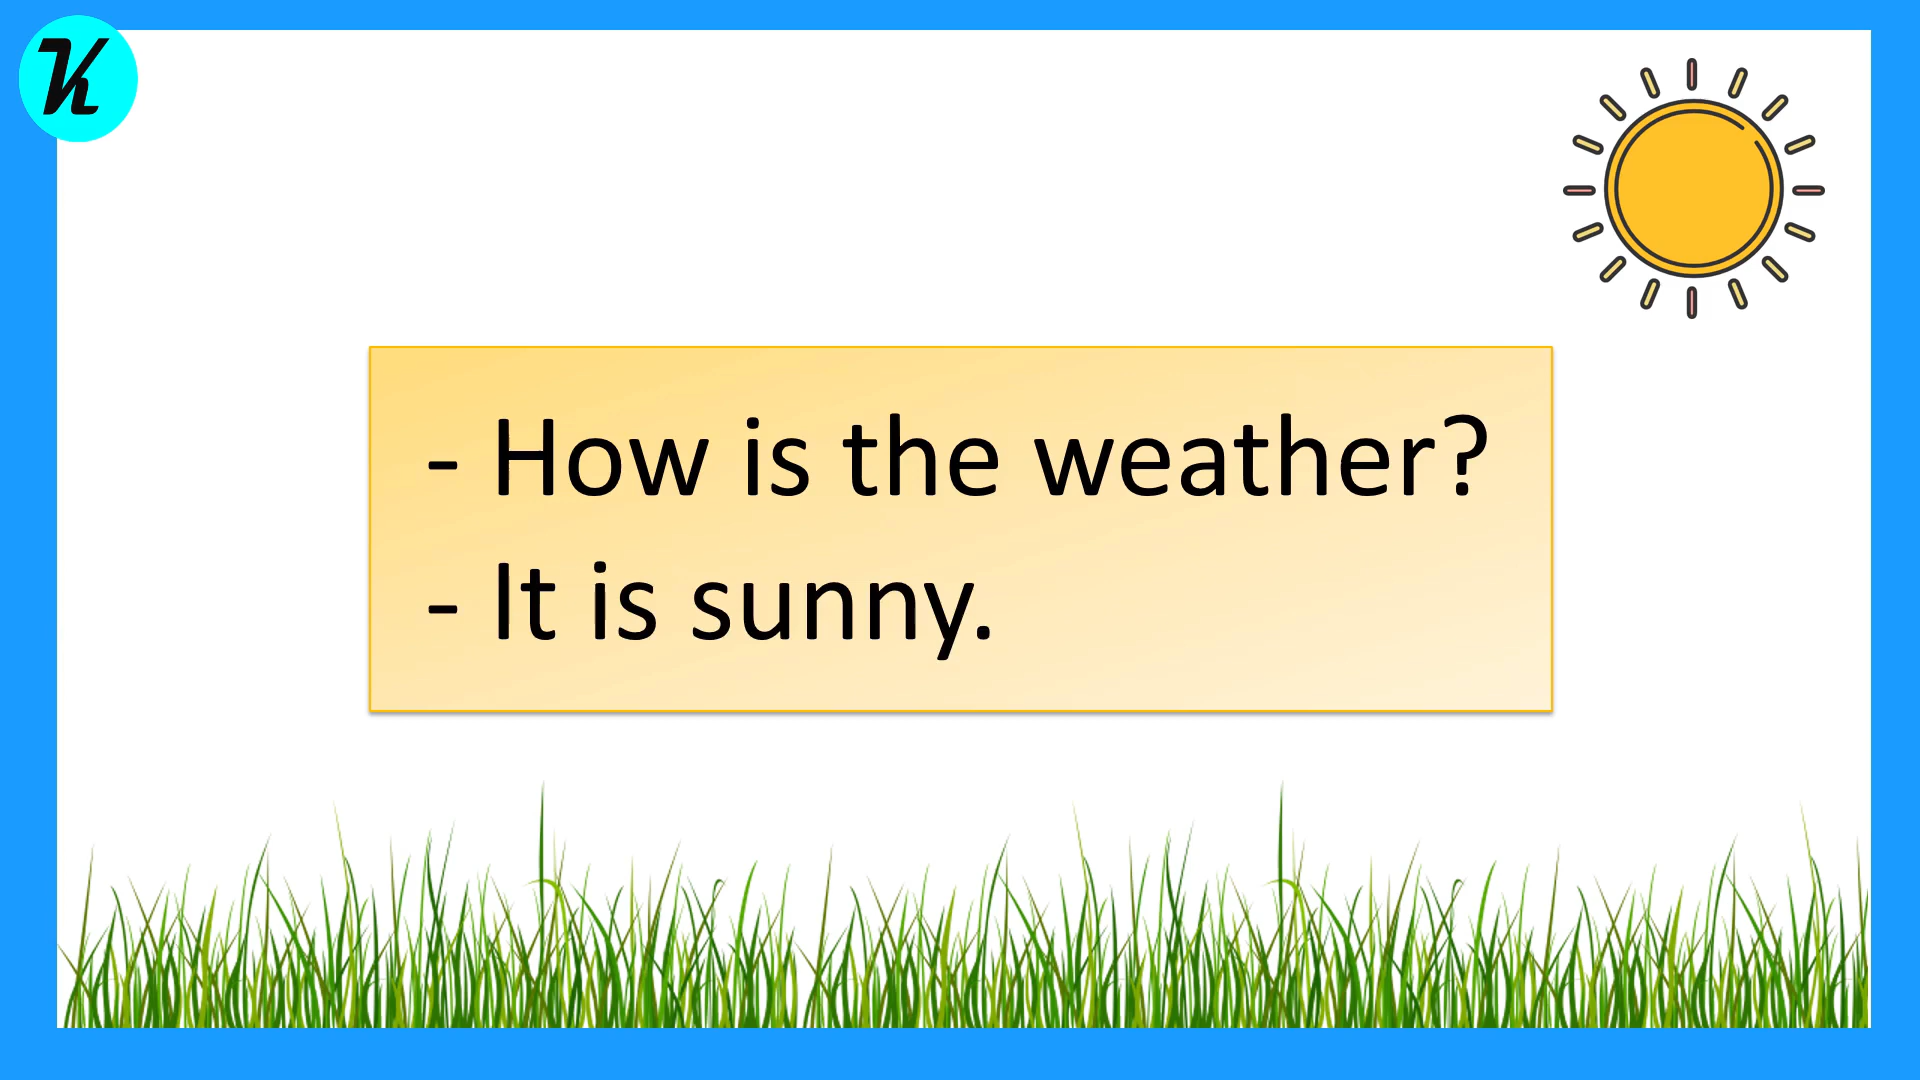 K
- How is the weather?
- It is sunny.